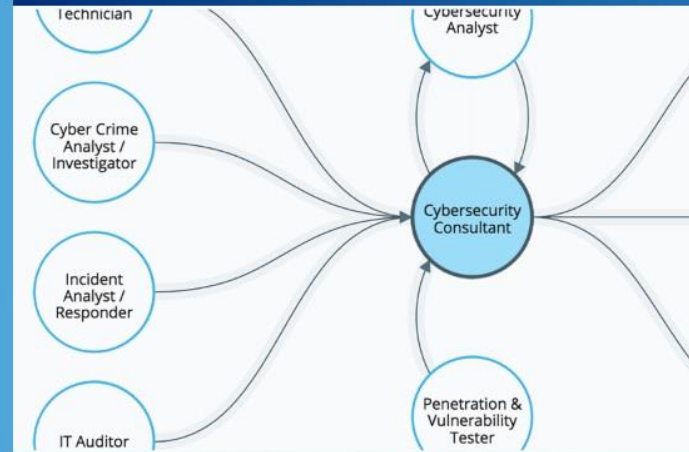 Technician
Cybersecurity
Analyst
Cyber Crime
Analyst /
Investigator
Cybersecurity
Consultant
Incident
Analyst /
Responder
Penetration &
Vulnerability
Tester
IT Auditor